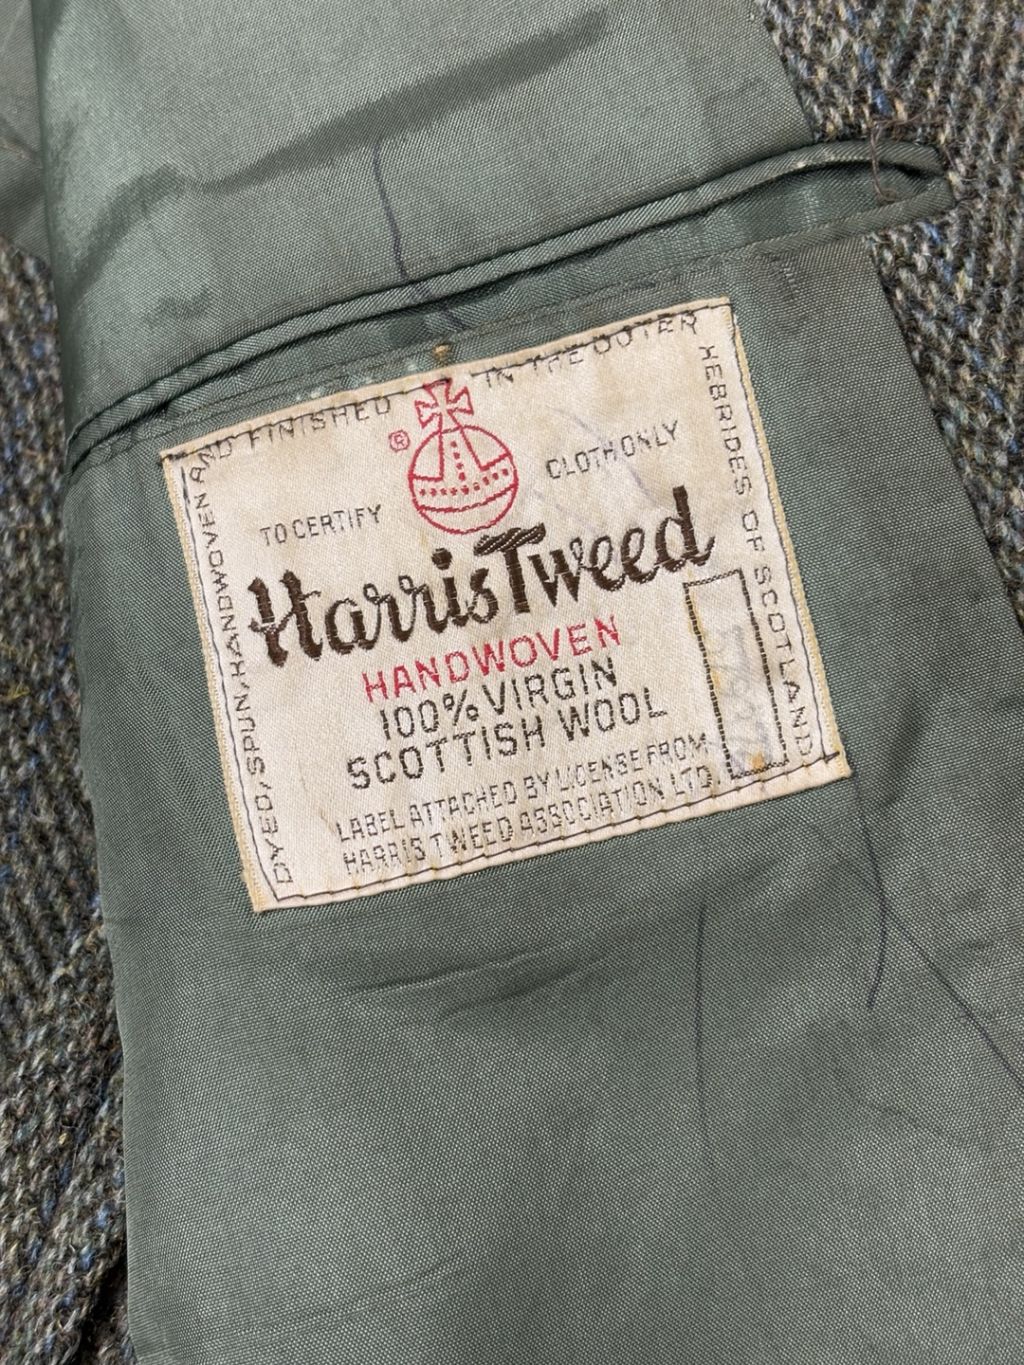 DYED, SPUN, HANDWOVEN AND FINISHED IN THE OUTER HEBRIDES OF SCOTLAND
®
TO CERTIFY CLOTH ONLY
Harris Tweed
HANDWOVEN
100% VIRGIN
SCOTTISH WOOL
LABEL ATTACHED BY LICENSE FROM
HARRIS TWEED ASSOCIATION LTD.